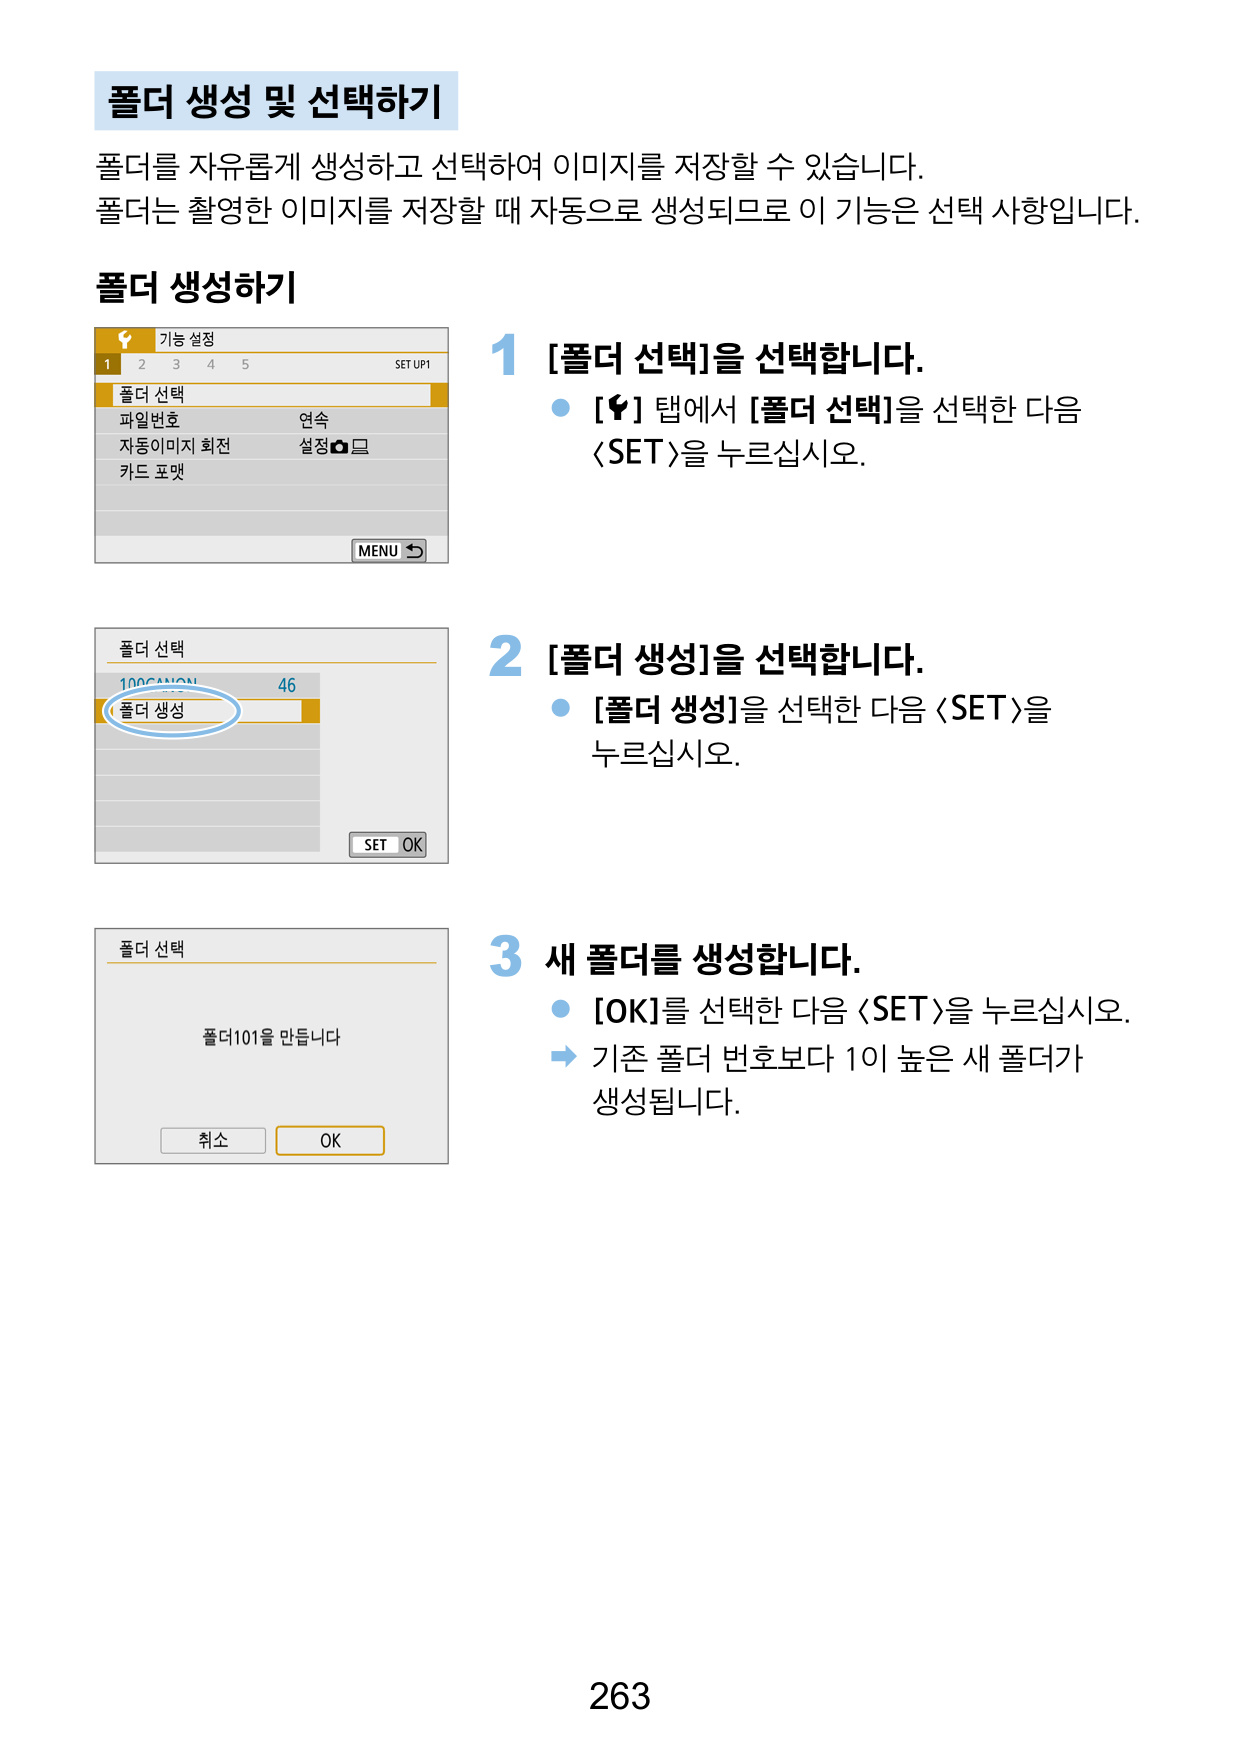 폴더 생성 및 선택하기
폴더를 자유롭게 생성하고 선택하여 이미지를 저장할 수 있습니다.
폴더는 촬영한 이미지를 저장할 때 자동으로 생성되므로 이 기능은 선택 사항입니다.
폴더 생성하기
기능 설정
1 2 3 4 5 SET UP1
폴더 선택
파일번호 연속
자동이미지 회전 설정
카드 포맷
MENU
1 [폴더 선택]을 선택합니다.
● [ ] 탭에서 [폴더 선택]을 선택한 다음
〈SET〉을 누르십시오.
폴더 선택
100CANON 46
폴더 생성
SET OK
2 [폴더 생성]을 선택합니다.
● [폴더 생성]을 선택한 다음 〈SET〉을
누르십시오.
폴더 선택
폴더101을 만듭니다
취소 OK
3 새 폴더를 생성합니다.
● [OK]를 선택한 다음 〈SET〉을 누르십시오.
➡ 기존 폴더 번호보다 1이 높은 새 폴더가
생성됩니다.
263